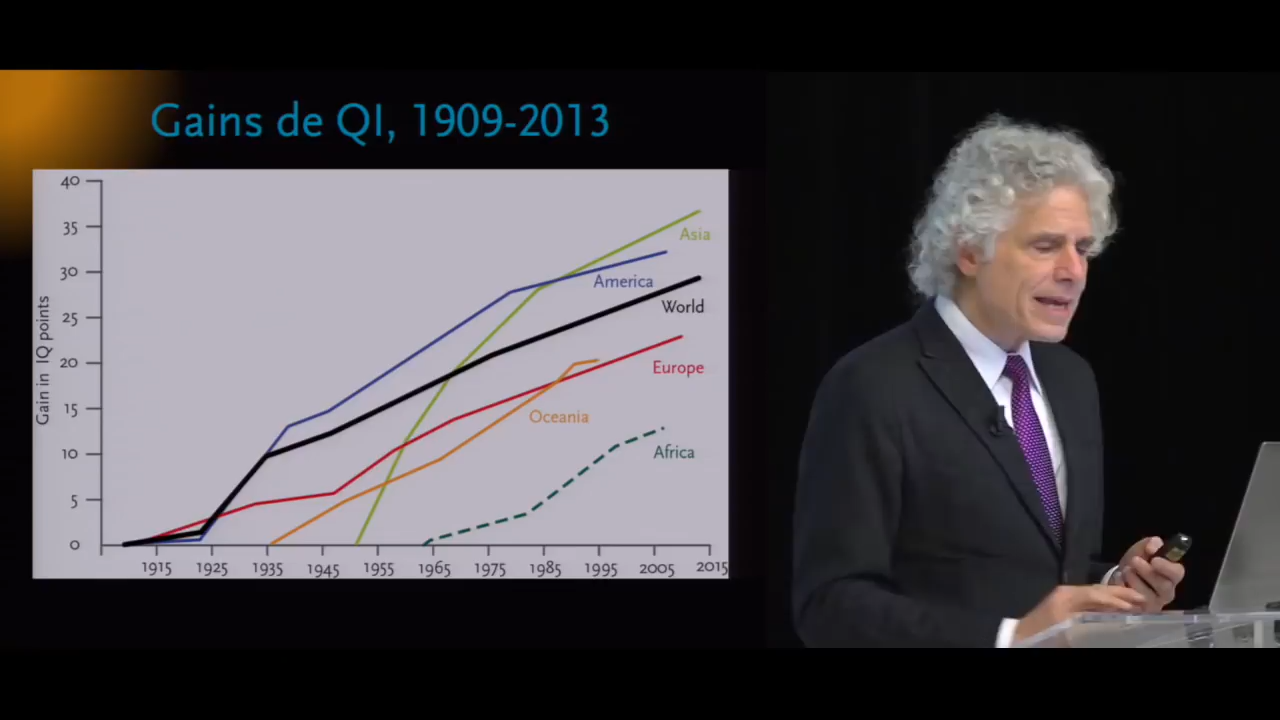 Gains de QI, 1909-2013
40
35
30
25
20
15
10
5
0
Gain in IQ points
Asia
America
World
Europe
Oceania
Africa
1915 1925 1935 1945 1955 1965 1975 1985 1995 2005 2015